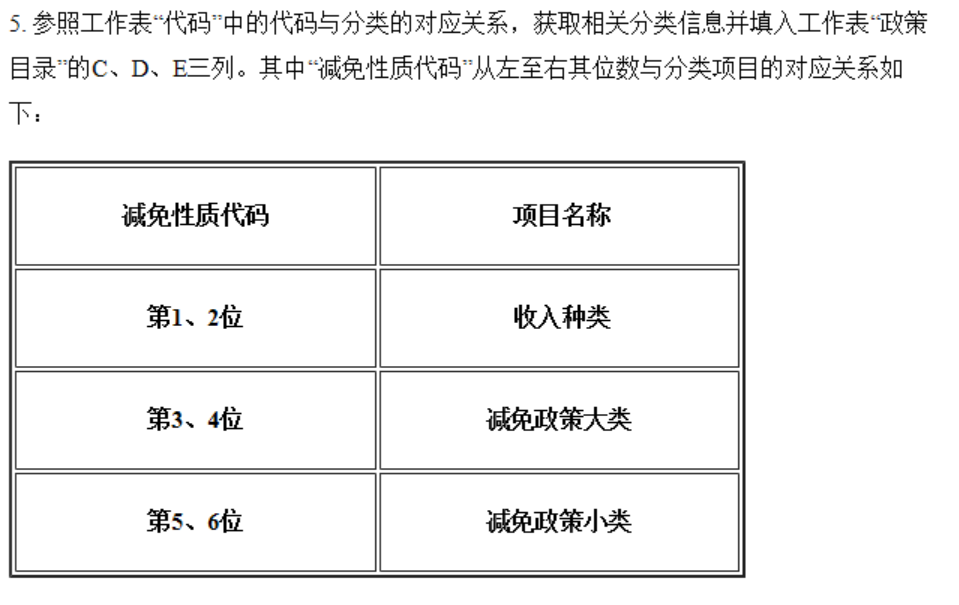 5. 参照工作表“代码”中的代码与分类的对应关系，获取相关分类信息并填入工作表“政策
目录”的C、D、E三列。其中“减免性质代码”从左至右其位数与分类项目的对应关系如
下：
减免性质代码 项目名称
第1、2位 收入种类
第3、4位 减免政策大类
第5、6位 减免政策小类